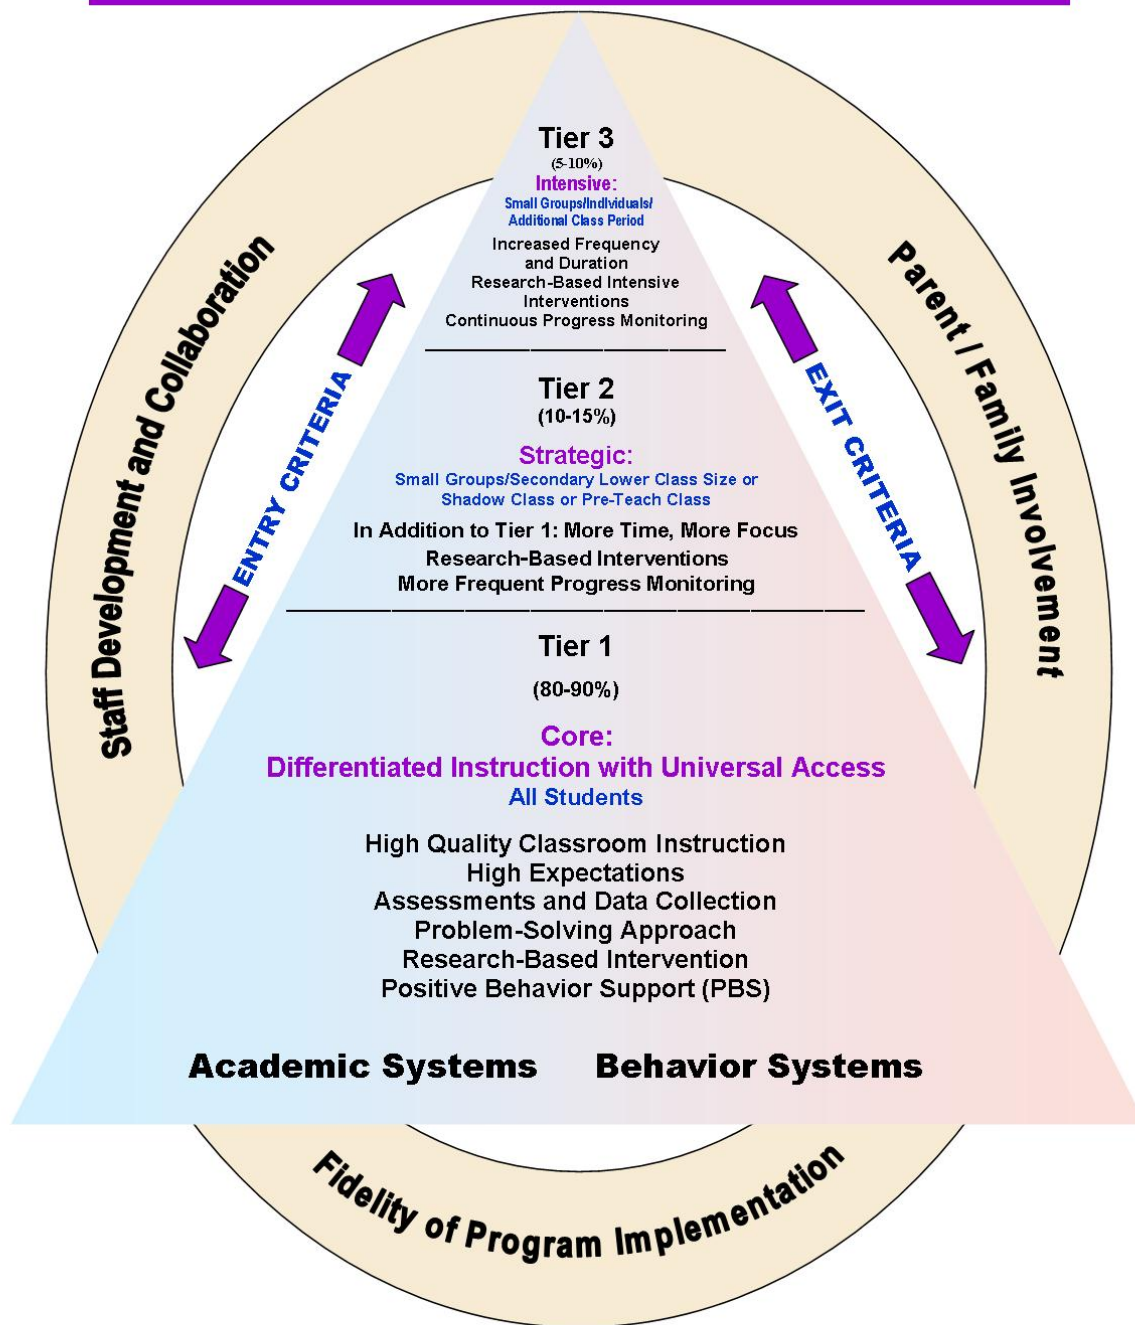 Tier 3
(5-10%)
Intensive:
Small Groups/Individuals/
Additional Class Period
Increased Frequency
and Duration
Research-Based Intensive
Interventions
Continuous Progress Monitoring
Tier 2
(10-15%)
Strategic:
Small Groups/Secondary Lower Class Size or
Shadow Class or Pre-Teach Class
In Addition to Tier 1: More Time, More Focus
Research-Based Interventions
More Frequent Progress Monitoring
Tier 1
(80-90%)
Core:
Differentiated Instruction with Universal Access
All Students
High Quality Classroom Instruction
High Expectations
Assessments and Data Collection
Problem-Solving Approach
Research-Based Intervention
Positive Behavior Support (PBS)
Academic Systems Behavior Systems
Staff Development and Collaboration
ENTRY CRITERIA
EXIT CRITERIA
Parent / Family Involvement
Fidelity of Program Implementation